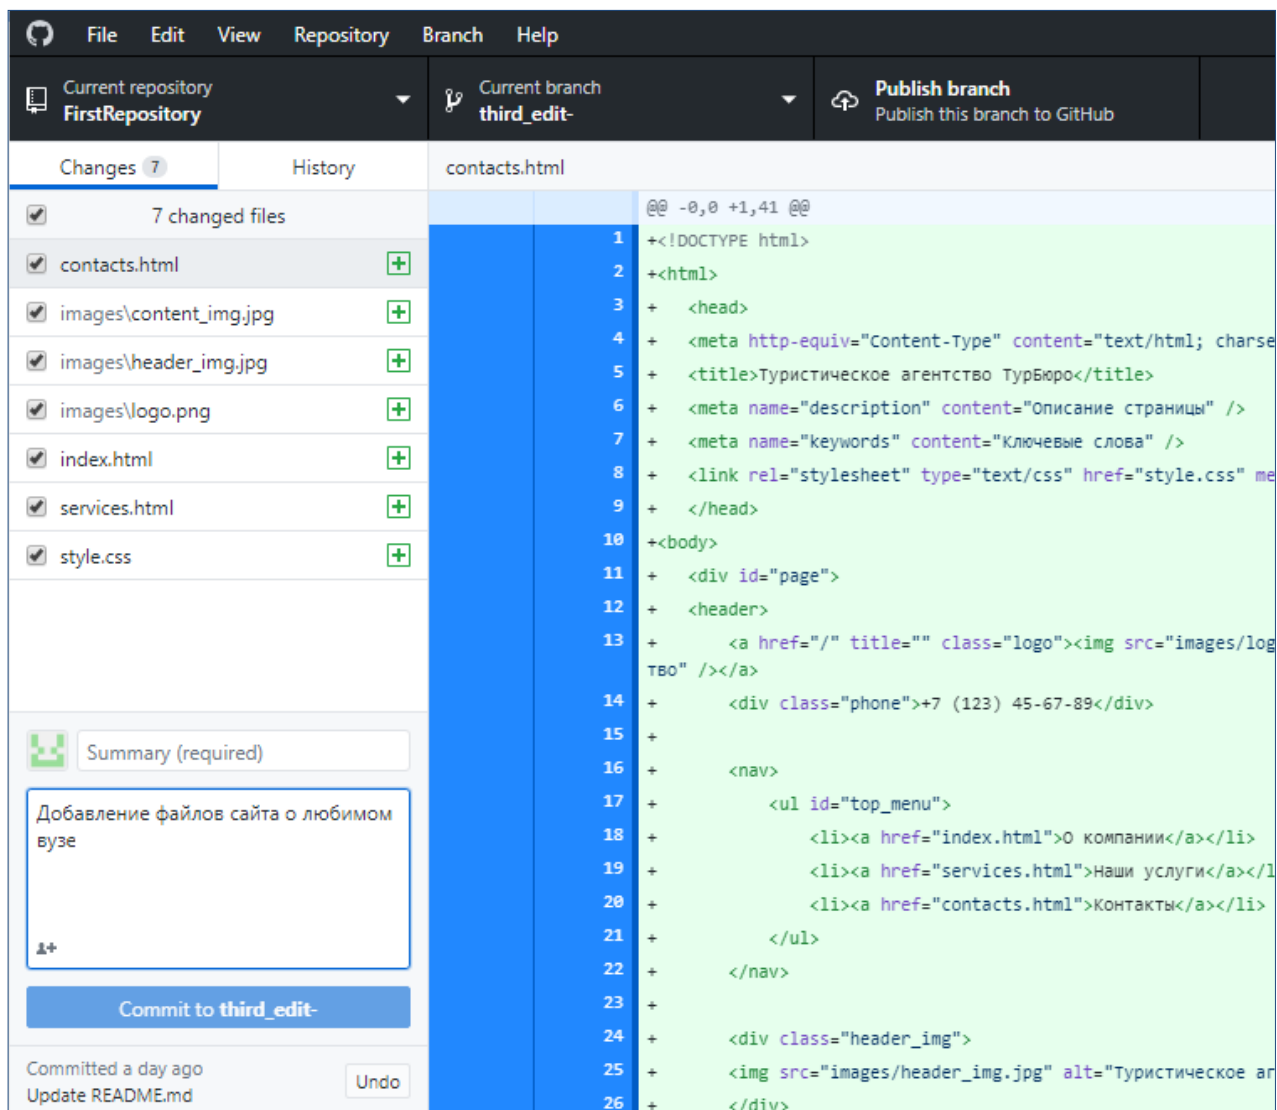 File Edit View Repository Branch Help
Current repository
FirstRepository
Current branch
third_edit-
Publish branch
Publish this branch to GitHub
Changes 7
History
contacts.html
7 changed files
contacts.html
images\content_img.jpg
images\header_img.jpg
images\logo.png
index.html
services.html
style.css
Summary (required)
Добавление файлов сайта о любимом
вузе
Commit to third_edit-
Committed a day ago
Update README.md
Undo
@@ -0,0 +1,41 @@
1 +<!DOCTYPE html>
2 +<html>
3 + <head>
4 + <meta http-equiv="Content-Type" content="text/html; charse
5 + <title>Туристическое агентство ТурБюро</title>
6 + <meta name="description" content="Описание страницы" />
7 + <meta name="keywords" content="Ключевые слова" />
8 + <link rel="stylesheet" type="text/css" href="style.css" me
9 + </head>
10 +<body>
11 + <div id="page">
12 + <header>
13 + <a href="/" title="" class="logo"><img src="images/log
тво" /></a>
14 + <div class="phone">+7 (123) 45-67-89</div>
15 +
16 + <nav>
17 + <ul id="top_menu">
18 + <li><a href="index.html">О компании</a></li>
19 + <li><a href="services.html">Наши услуги</a></l
20 + <li><a href="contacts.html">Контакты</a></li>
21 + </ul>
22 + </nav>
23 +
24 + <div class="header_img">
25 + <img src="images/header_img.jpg" alt="Туристическое аг
26 + </div>